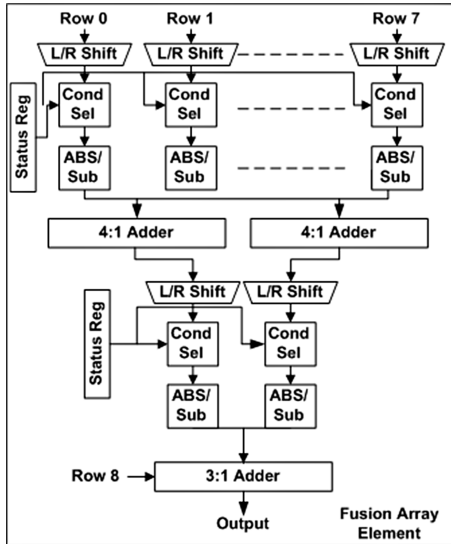 Row 0 Row 1 Row 7
L/R Shift L/R Shift L/R Shift
Status Reg
Cond Sel Cond Sel Cond Sel
ABS/ Sub ABS/ Sub ABS/ Sub
4:1 Adder 4:1 Adder
L/R Shift L/R Shift
Status Reg
Cond Sel Cond Sel
ABS/ Sub ABS/ Sub
Row 8 3:1 Adder
Output
Fusion Array
Element